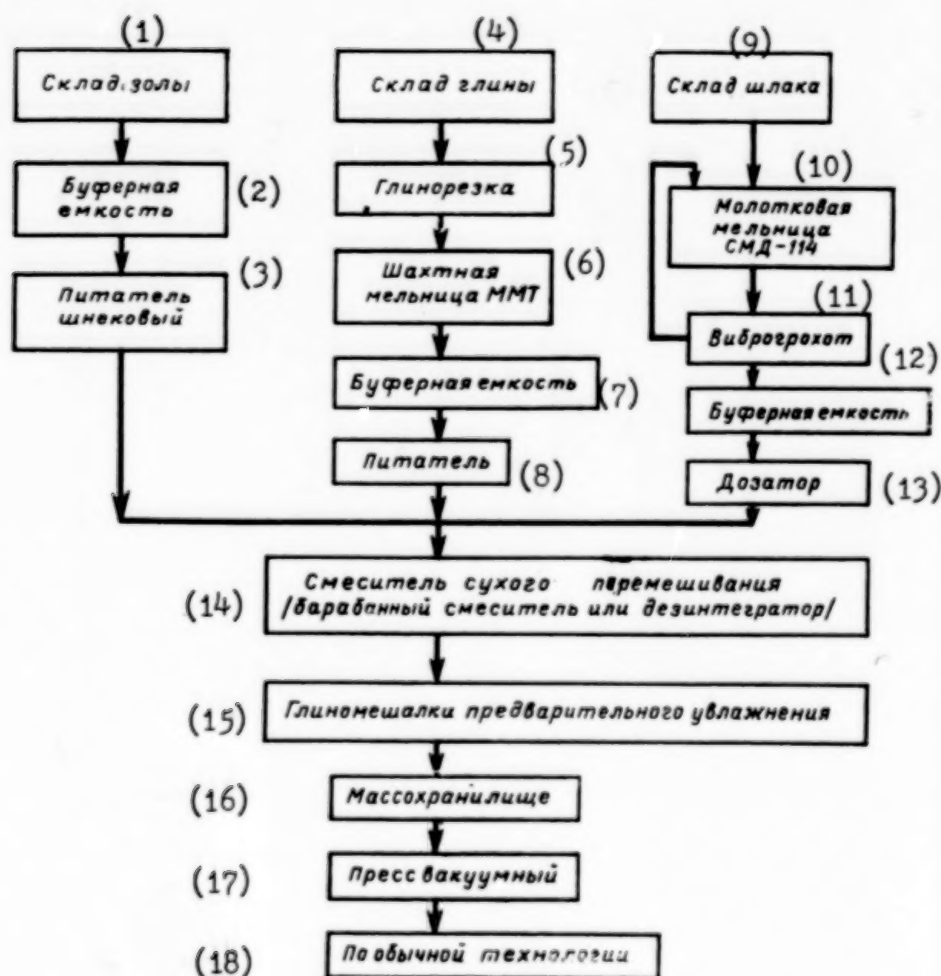 (1)
Склад золы
(2)
Буферная
емкость
(3)
Питатель
шнековый
(4)
Склад глины
(5)
Глинорезка
(6)
Шахтная
мельница ММТ
(7)
Буферная емкость
(8)
Питатель
(9)
Склад шлака
(10)
Молотковая
мельница
СМД-114
(11)
Виброгрохот
(12)
Буферная емкость
(13)
Дозатор
(14)
Смеситель сухого перемешивания
/барабанный смеситель или дезинтегратор/
(15)
Глиномешалки предварительного увлажнения
(16)
Массохранилище
(17)
Пресс вакуумный
(18)
По обычной технологии